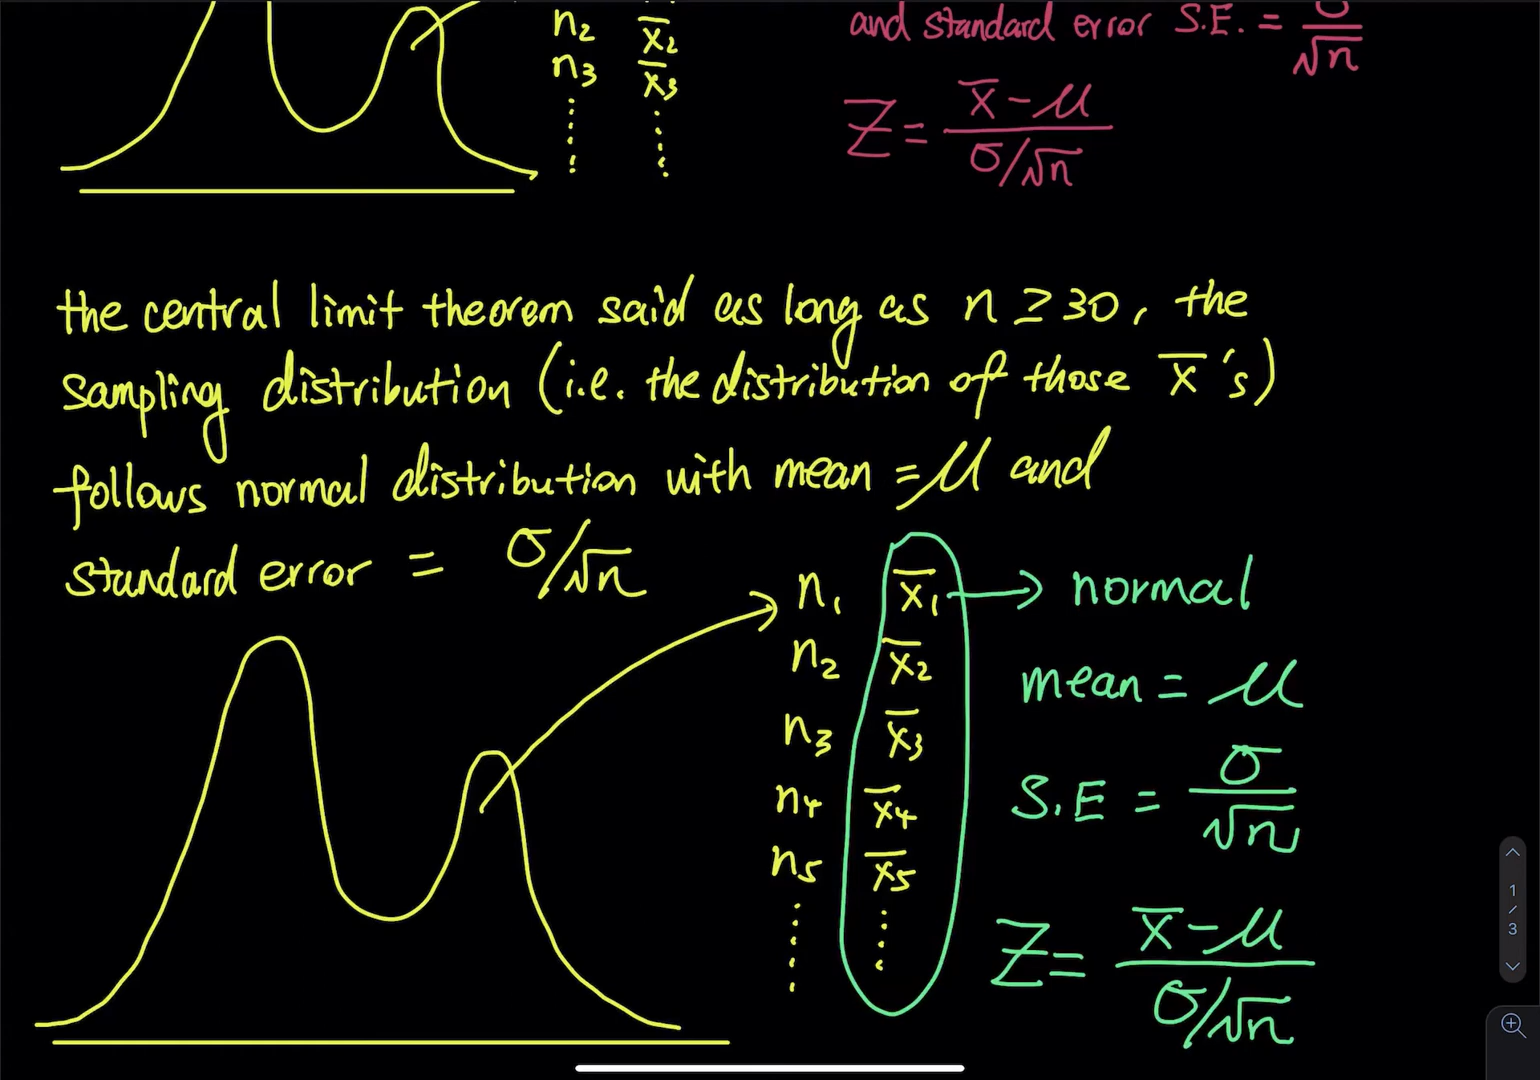 n₂ x̄₂
n₃ x̄₃
and standard error S.E. = σ/√n
Z = (x̄ - μ)/(σ/√n)
the central limit theorem said as long as n ≥ 30, the
sampling distribution (i.e. the distribution of those x̄'s)
follows normal distribution with mean = μ and
standard error = σ/√n
n₁ x̄₁ → normal
n₂ x̄₂
mean = μ
n₃ x̄₃
n₄ x̄₄
S.E = σ/√n
n₅ x̄₅
Z = (x̄ - μ)/(σ/√n)
1
/
3